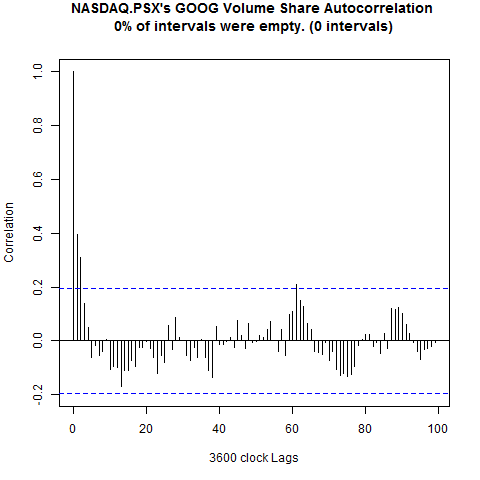 NASDAQ.PSX's GOOG Volume Share Autocorrelation
0% of intervals were empty. (0 intervals)
Correlation
1.0
0.8
0.6
0.4
0.2
0.0
-0.2
0 20 40 60 80 100
3600 clock Lags